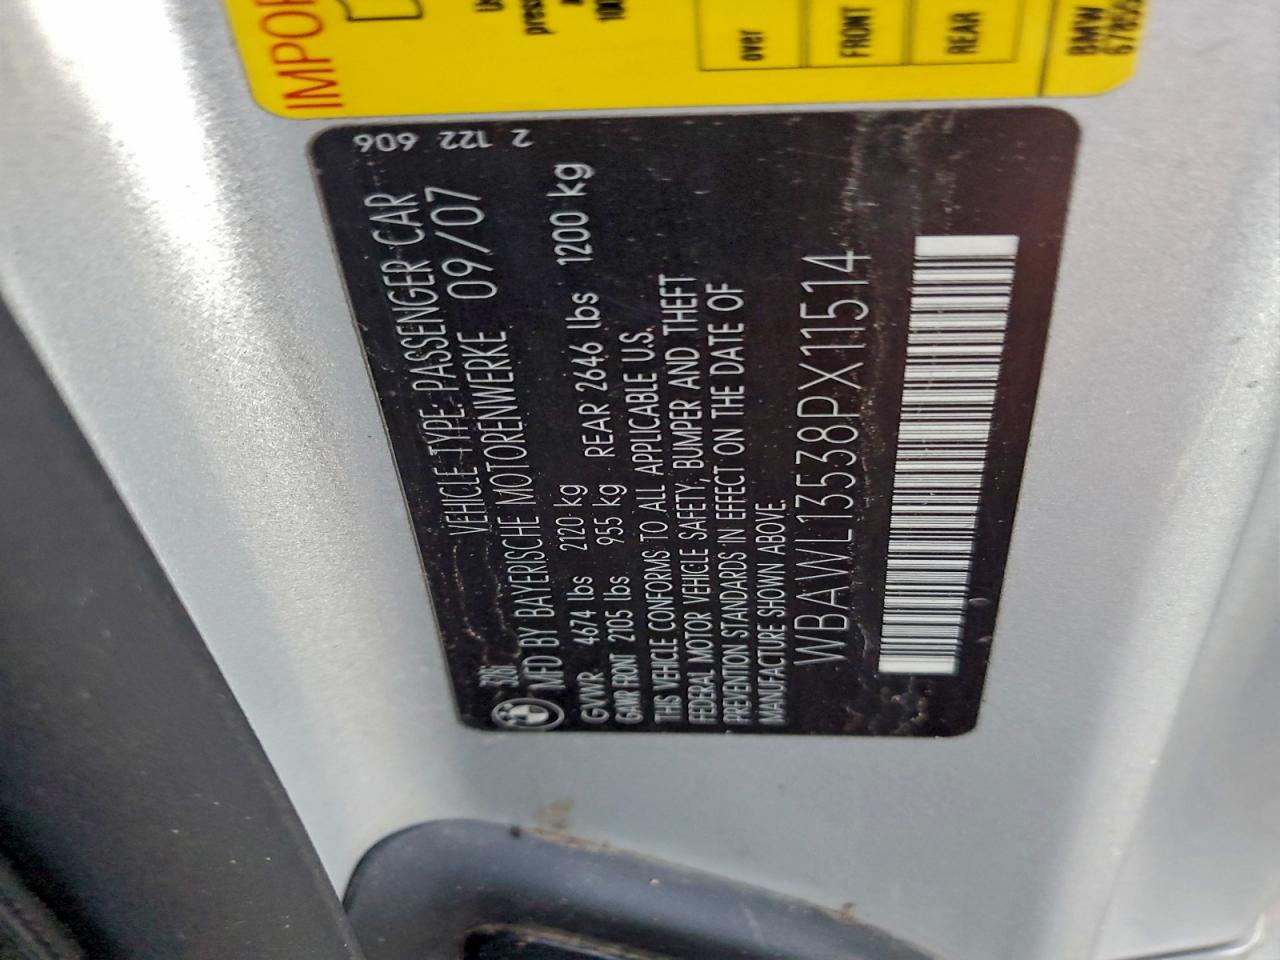 IMPOR
over
FRONT
REAR
BMW
2 122 606
VEHICLE TYPE: PASSENGER CAR
328i
MFD BY BAYERISCHE MOTORENWERKE 09/07
GVWR 4674 lbs 2120 kg
GAWR FRONT 2105 lbs 955 kg REAR 2646 lbs 1200 kg
THIS VEHICLE CONFORMS TO ALL APPLICABLE U.S.
FEDERAL MOTOR VEHICLE SAFETY, BUMPER AND THEFT
PREVENTION STANDARDS IN EFFECT ON THE DATE OF
MANUFACTURE SHOWN ABOVE.
WBAWL13538PX11514